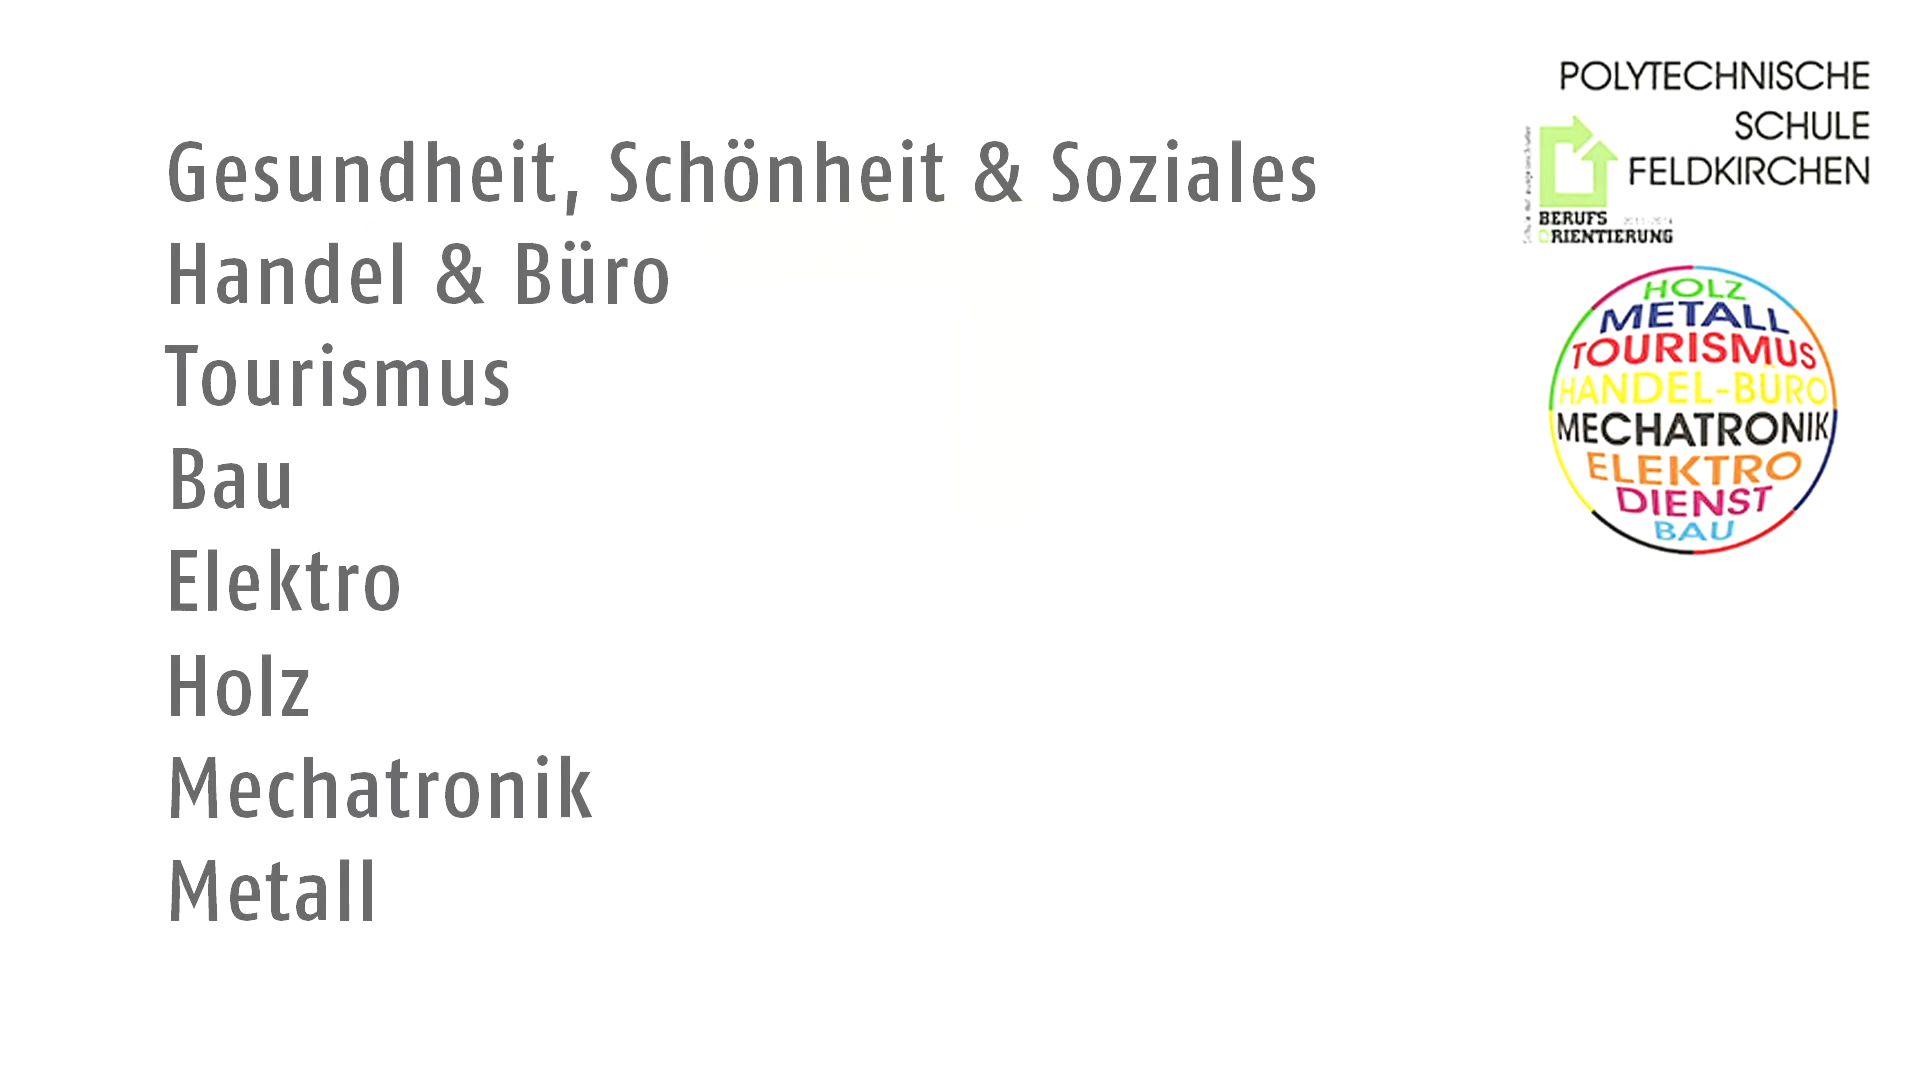 Gesundheit, Schönheit & Soziales
Handel & Büro
Tourismus
Bau
Elektro
Holz
Mechatronik
Metall
POLYTECHNISCHE
SCHULE
FELDKIRCHEN
BERUFS
ORIENTIERUNG
HOLZ
METALL
TOURISMUS
HANDEL-BÜRO
MECHATRONIK
ELEKTRO
DIENST
BAU